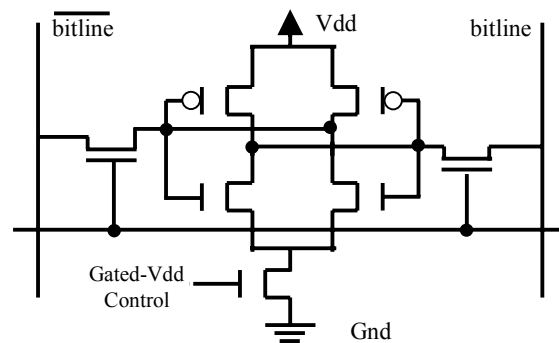 bitline
Vdd
bitline
Gated-Vdd
Control
Gnd